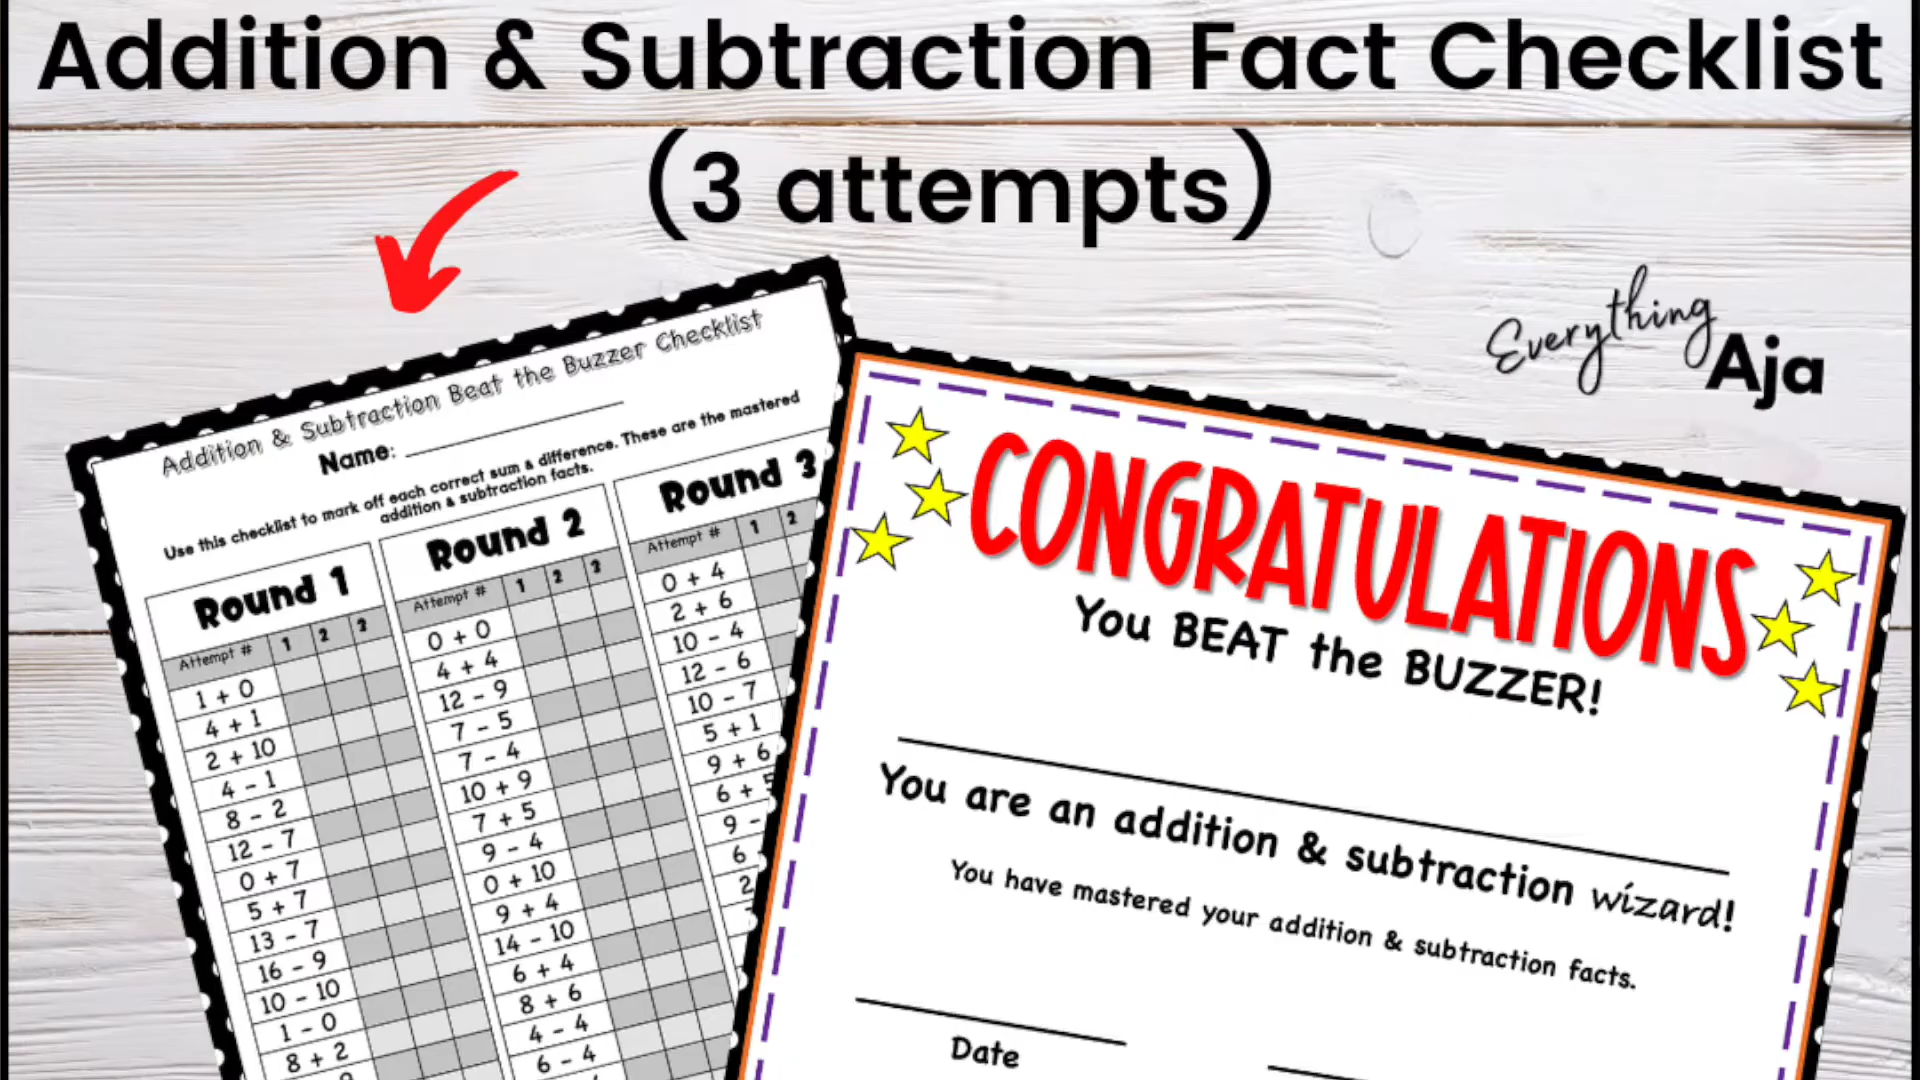 Addition & Subtraction Fact Checklist
(3 attempts)
Everything
Aja
Addition & Subtraction Beat the Buzzer Checklist
Name:
Use this checklist to mark off each correct sum & difference. These are the mastered
addition & subtraction facts.
Round 1
Attempt # 1 2 3
1 + 0
4 + 1
2 + 10
4 - 1
8 - 2
12 - 7
0 + 7
5 + 7
13 - 7
16 - 9
10 - 10
1 - 0
8 + 2
Round 2
Attempt # 1 2 3
0 + 0
4 + 4
12 - 9
7 - 5
7 - 4
10 + 9
7 + 5
9 - 4
0 + 10
9 + 4
14 - 10
6 + 4
8 + 6
4 - 4
6 - 4
Round 3
Attempt # 1 2
0 + 4
2 + 6
10 - 4
12 - 6
10 - 7
5 + 1
9 + 6
6 + 5
9 -
6
2
CONGRATULATIONS
You BEAT the BUZZER!
You are an addition & subtraction wizard!
You have mastered your addition & subtraction facts.
Date